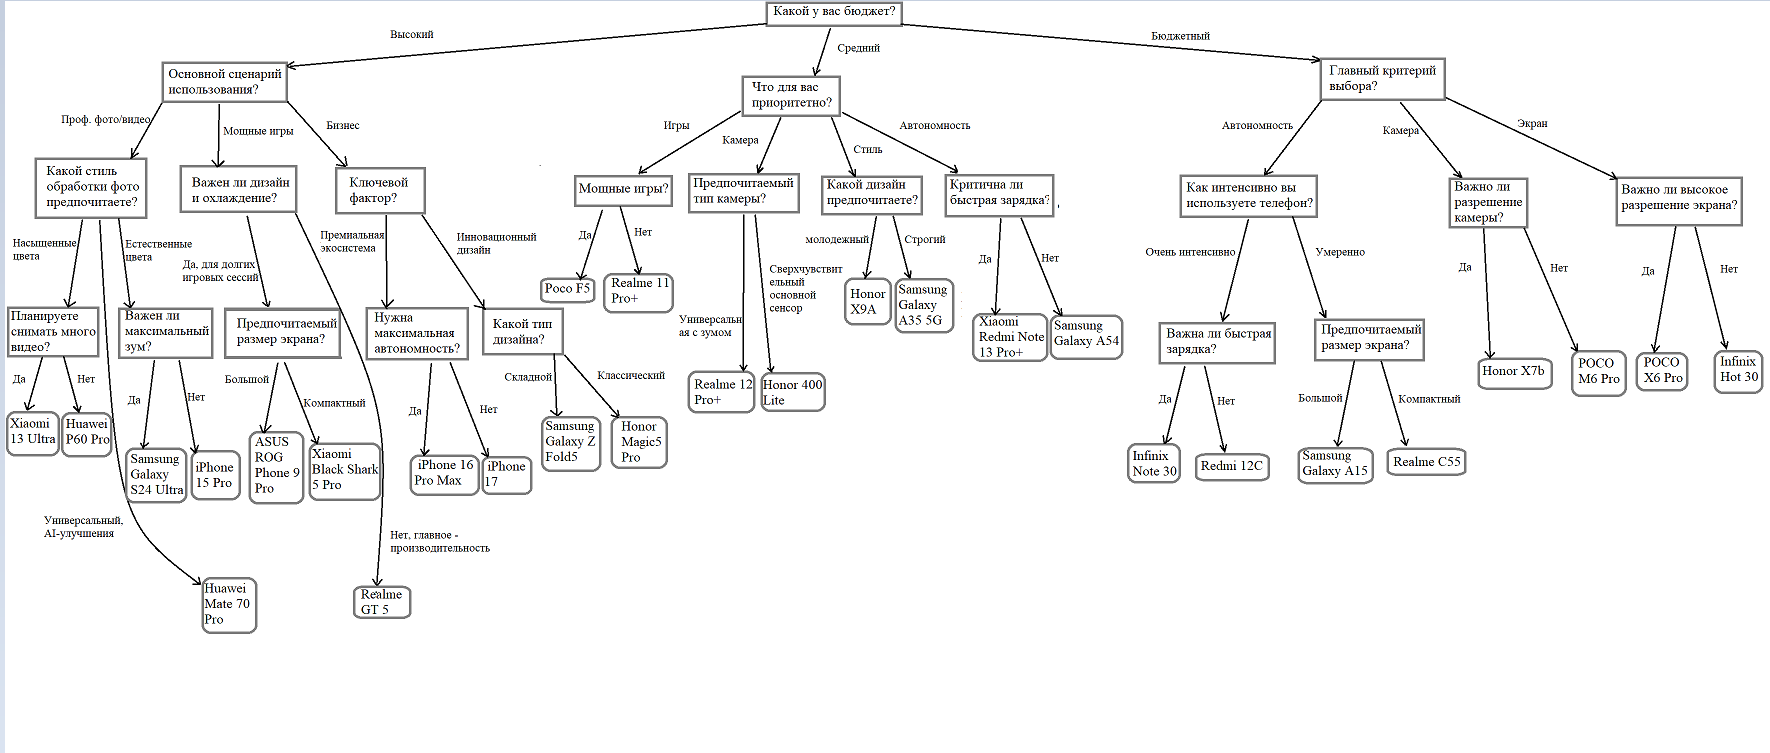 Какой у вас бюджет?
Высокий
Средний
Бюджетный
Основной сценарий
использования?
Что для вас
приоритетно?
Главный критерий
выбора?
Проф. фото/видео
Мощные игры
Бизнес
Игры
Камера
Стиль
Автономность
Автономность
Камера
Экран
Какой стиль
обработки фото
предпочитаете?
Важен ли дизайн
и охлаждение?
Ключевой
фактор?
Мощные игры?
Предпочитаемый
тип камеры?
Какой дизайн
предпочитаете?
Критична ли
быстрая зарядка?
Как интенсивно вы
используете телефон?
Важно ли
разрешение
камеры?
Важно ли высокое
разрешение экрана?
Насыщенные
цвета
Естественные
цвета
Да, для долгих
игровых сессий
Премиальная
экосистема
Инновационный
дизайн
Да
Нет
Универсальн
ая с зумом
Сверхчувствит
ельный
основной
сенсор
молодежный
Строгий
Да
Нет
Очень интенсивно
Умеренно
Да
Нет
Да
Нет
Poco F5
Realme 11
Pro+
Honor
X9A
Samsung
Galaxy
A35 5G
Планируете
снимать много
видео?
Важен ли
максимальный
зум?
Предпочитаемый
размер экрана?
Нужна
максимальная
автономность?
Какой тип
дизайна?
Xiaomi
Redmi Note
13 Pro+
Samsung
Galaxy A54
Важна ли быстрая
зарядка?
Предпочитаемый
размер экрана?
Honor X7b
POCO
M6 Pro
POCO
X6 Pro
Infinix
Hot 30
Да
Нет
Да
Нет
Большой
Компактный
Да
Нет
Складной
Классический
Realme 12
Pro+
Honor 400
Lite
Да
Нет
Большой
Компактный
Xiaomi
13 Ultra
Huawei
P60 Pro
Samsung
Galaxy
S24 Ultra
iPhone
15 Pro
ASUS
ROG
Phone 9
Pro
Xiaomi
Black Shark
5 Pro
iPhone 16
Pro Max
iPhone
17
Samsung
Galaxy Z
Fold5
Honor
Magic5
Pro
Infinix
Note 30
Redmi 12C
Samsung
Galaxy A15
Realme C55
Универсальный,
AI-улучшения
Нет, главное -
производительность
Huawei
Mate 70
Pro
Realme
GT 5